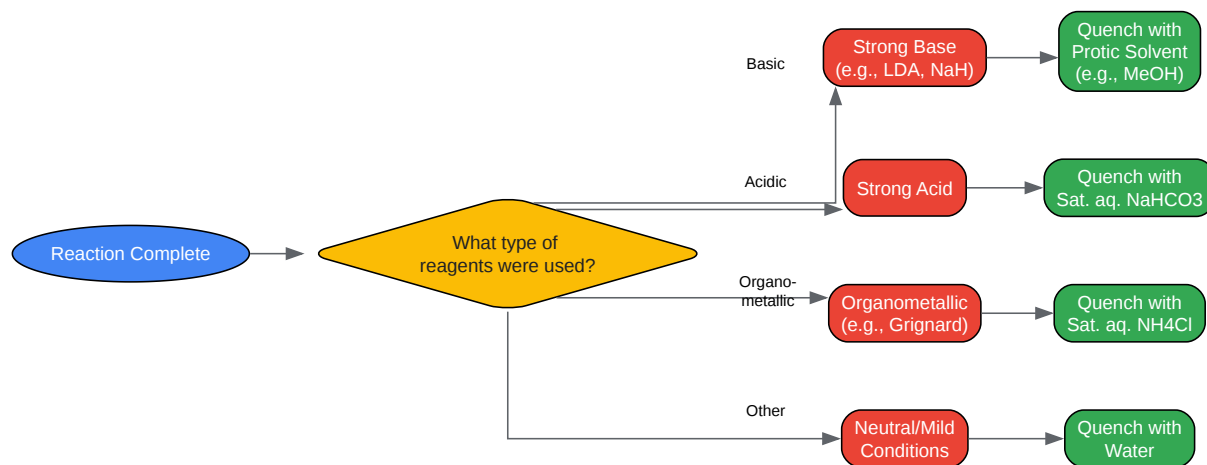 Reaction Complete
What type of
reagents were used?
Basic
Strong Base
(e.g., LDA, NaH)
Quench with
Protic Solvent
(e.g., MeOH)
Acidic
Strong Acid
Quench with
Sat. aq. NaHCO3
Organo-
metallic
Organometallic
(e.g., Grignard)
Quench with
Sat. aq. NH4Cl
Other
Neutral/Mild
Conditions
Quench with
Water